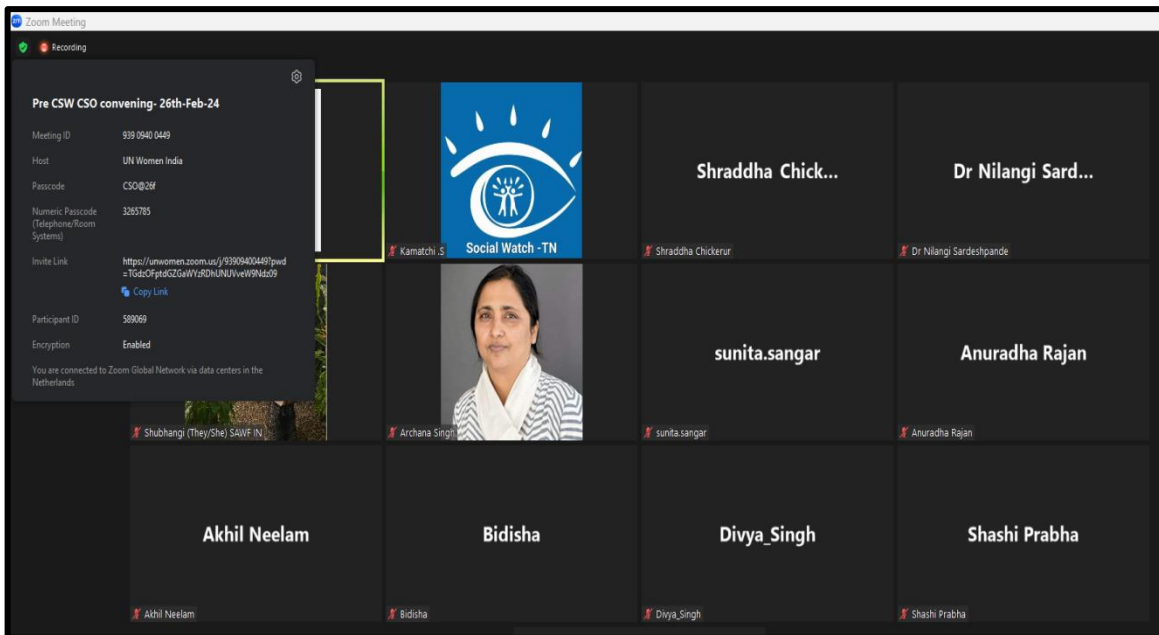 Zoom Meeting
Recording
Pre CSW CSO convening- 26th-Feb-24
Meeting ID 939 0940 0449
Host UN Women India
Passcode CSO@26f
Numeric Passcode 3265785
(Telephone/Room
Systems)
Invite Link https://unwomen.zoom.us/j/93909400449?pwd
=TGdzOFptdGZGaWYzRDhUNUVveW9Ndz09
Copy Link
Participant ID 589069
Encryption Enabled
You are connected to Zoom Global Network via data centers in the
Netherlands
Social Watch -TN
Kamatchi .S
Shraddha Chick...
Shraddha Chickerur
Dr Nilangi Sard...
Dr Nilangi Sardeshpande
Shubhangi (They/She) SAWF IN
Archana Singh
sunita.sangar
sunita.sangar
Anuradha Rajan
Anuradha Rajan
Akhil Neelam
Akhil Neelam
Bidisha
Bidisha
Divya_Singh
Divya_Singh
Shashi Prabha
Shashi Prabha